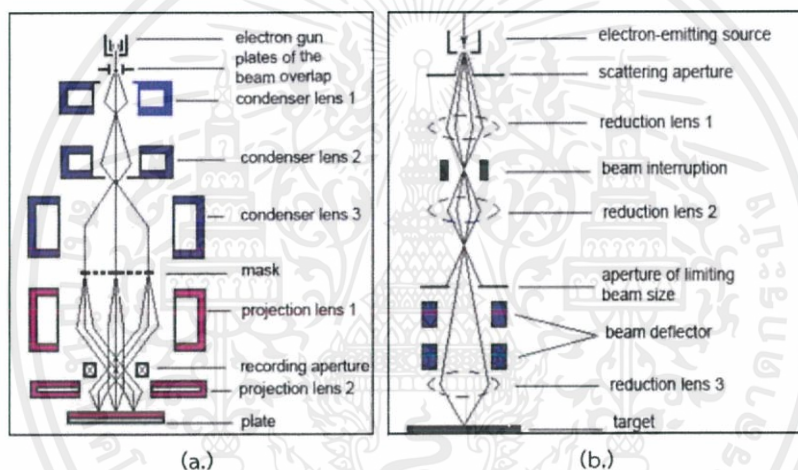 electron gun
plates of the
beam overlap
condenser lens 1
condenser lens 2
condenser lens 3
mask
projection lens 1
recording aperture
projection lens 2
plate
(a.)
electron-emitting source
scattering aperture
reduction lens 1
beam interruption
reduction lens 2
aperture of limiting
beam size
beam deflector
reduction lens 3
target
(b.)